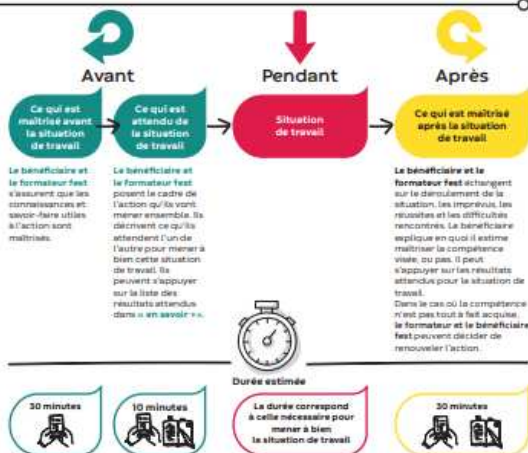 Avant
Pendant
Après
Ce qui est
maîtrisé avant
la situation
de travail
Ce qui est
attendu de
la situation
de travail
Situation
de travail
Ce qui est maîtrisé
après la situation
de travail
Le bénéficiaire et
le formateur fest
s'assurent que les
connaissances et
savoir-faire utiles
à l'action sont
maîtrisés.
Le bénéficiaire et
le formateur fest
posent le cadre de
l'action qu'ils vont
mener ensemble. Ils
décrivent ce qu'ils
attendent l'un de
l'autre pour mener à
bien cette situation
de travail. Ils
peuvent s'appuyer
sur la liste des
résultats attendus
dans « en savoir + ».
Le bénéficiaire et le
formateur fest échangent
sur le déroulement de la
situation, les imprévus, les
réussites et les difficultés
rencontrés. Le bénéficiaire
explique en quoi il estime
maîtriser la compétence
visée, ou pas. Il peut
s'appuyer sur les résultats
attendus pour la situation de
travail.
Dans le cas où la compétence
n'est pas tout à fait acquise,
le formateur et le bénéficiaire
fest peuvent décider de
renouveler l'action.
Durée estimée
30 minutes
10 minutes
La durée correspond
à celle nécessaire pour
mener à bien
la situation de travail
30 minutes